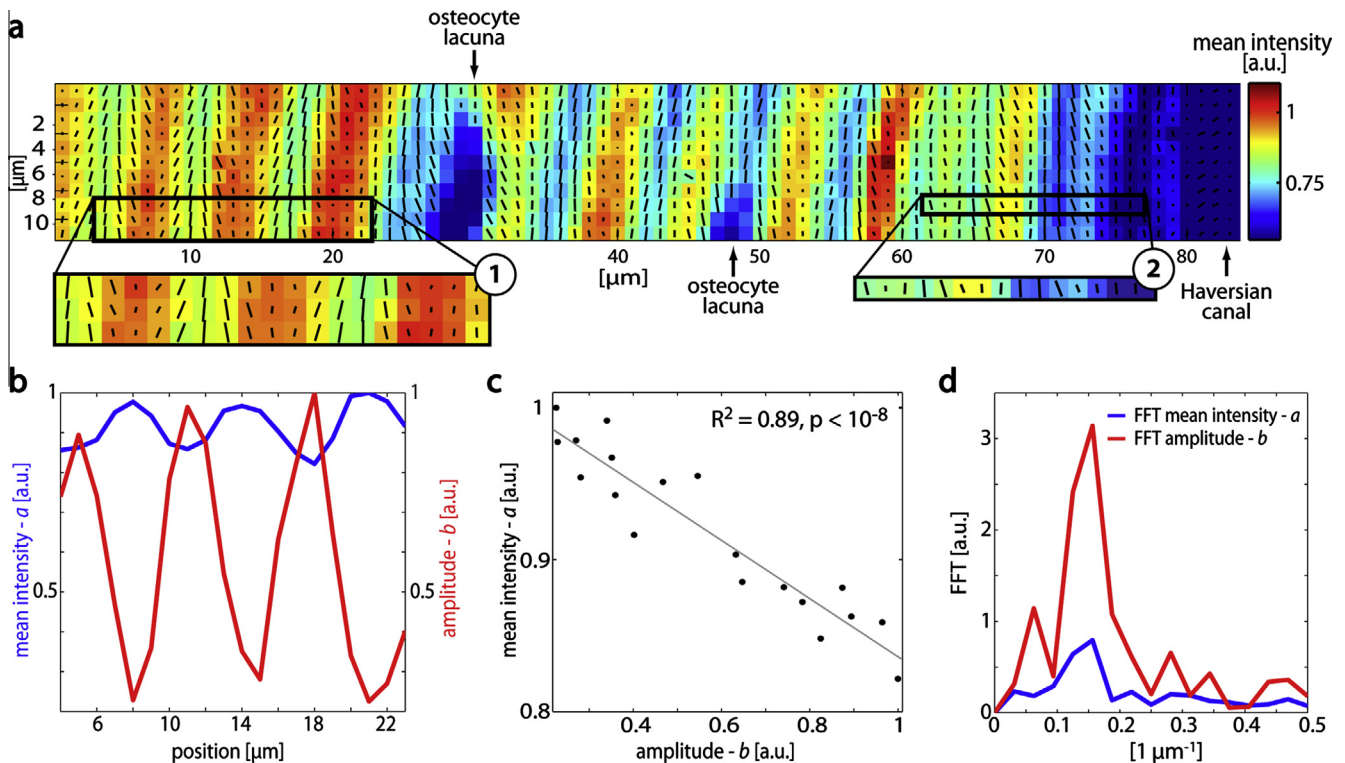 a
osteocyte
lacuna
mean intensity
[a.u.]
1
0.75
[µm]
2
4
6
8
10
10 20 40 50 60 70 80
[µm]
1
2
osteocyte
lacuna
Haversian
canal
b
1 1
0.5 0.5
mean intensity - a [a.u.]
amplitude - b [a.u.]
6 10 14 18 22
position [µm]
c
R² = 0.89, p < 10⁻⁸
1
0.9
0.8
mean intensity - a [a.u.]
0.4 0.6 0.8 1
amplitude - b [a.u.]
d
FFT mean intensity - a
FFT amplitude - b
3
2
1
0
FFT [a.u.]
0 0.1 0.2 0.3 0.4 0.5
[1 µm⁻¹]